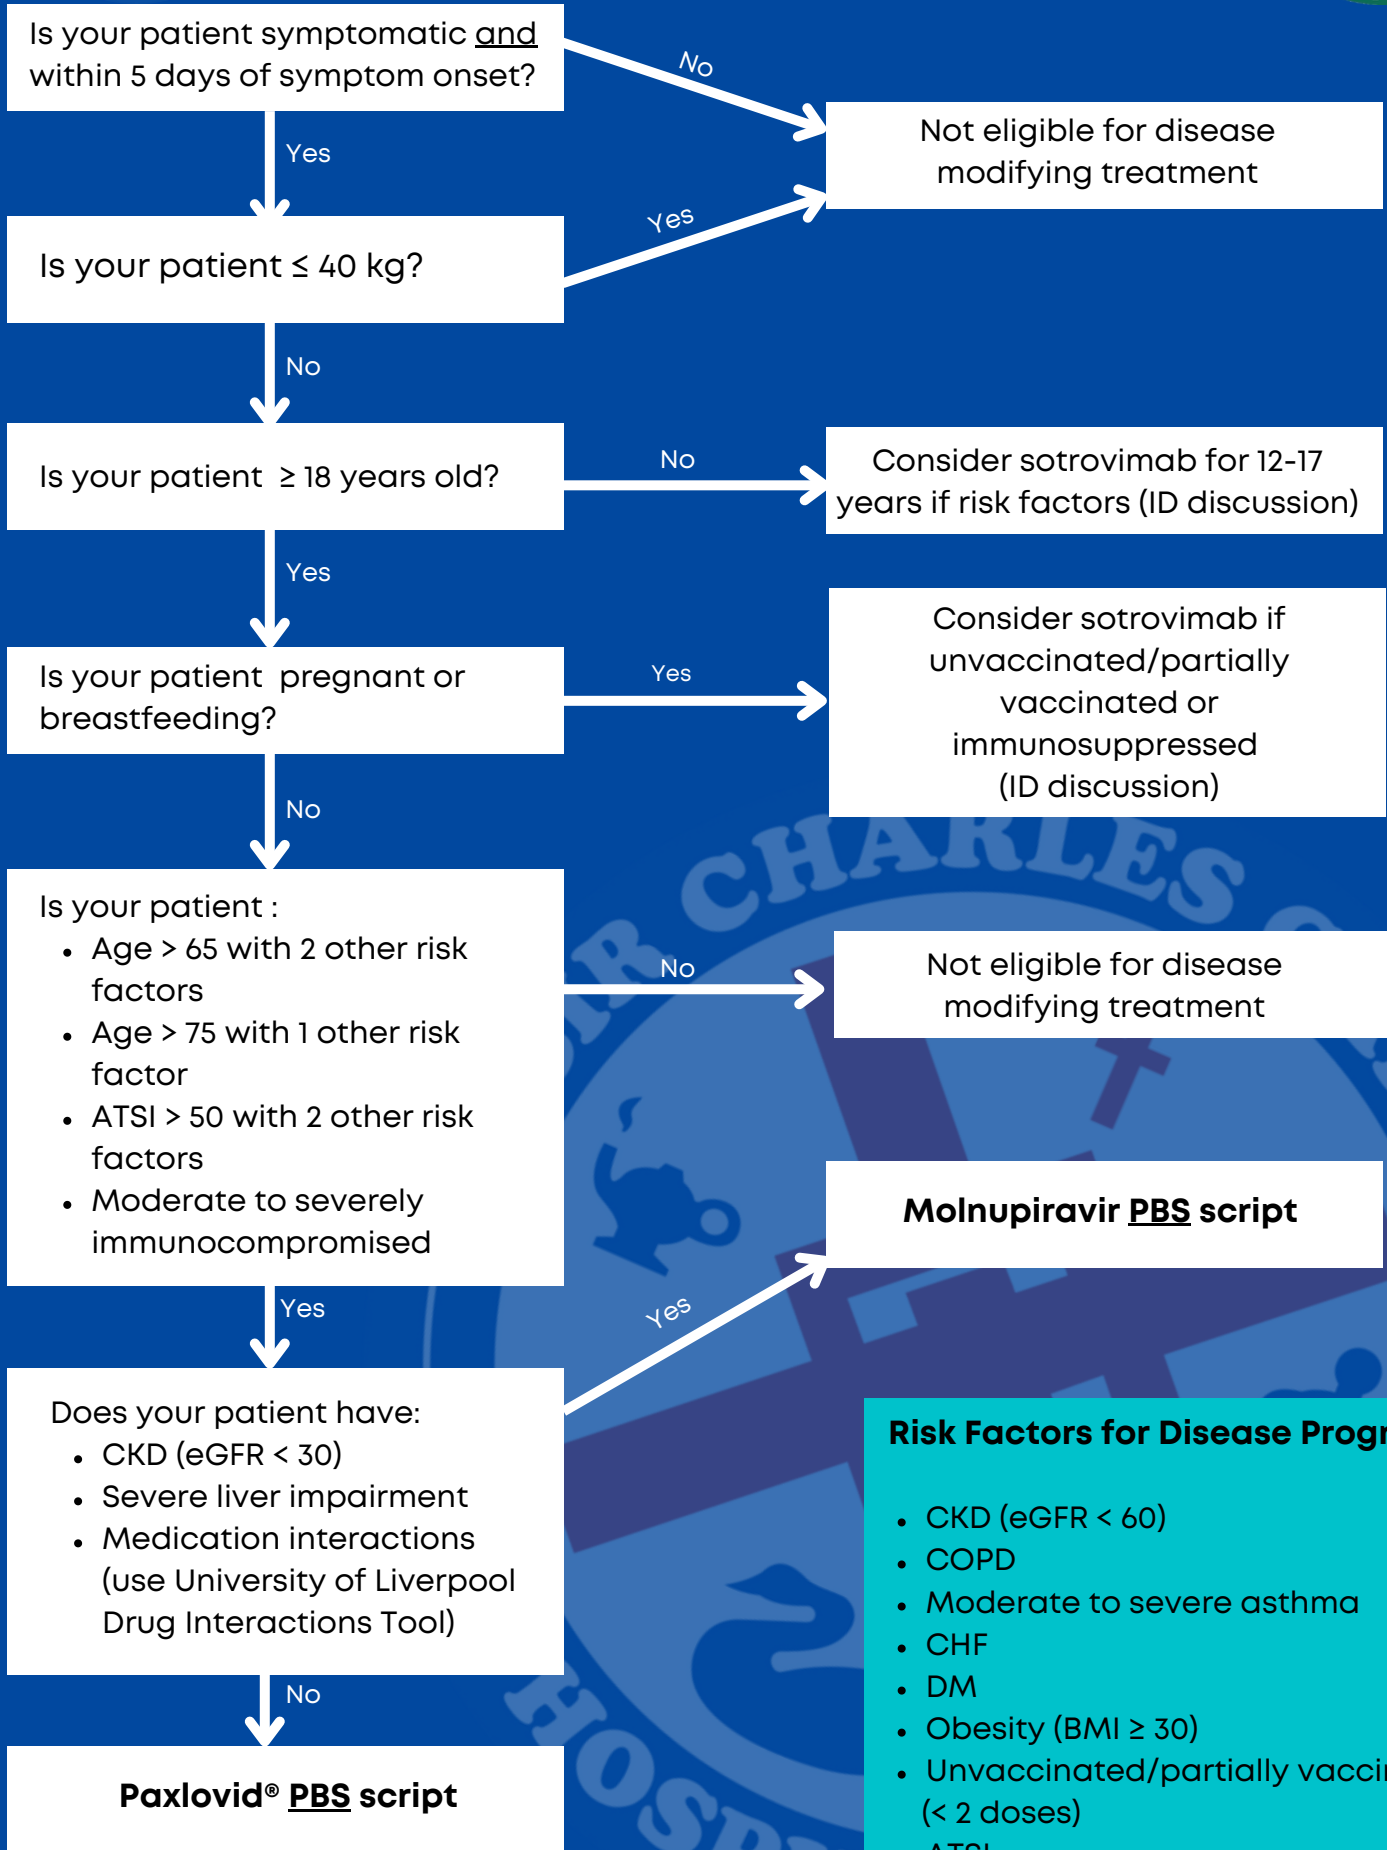 Is your patient symptomatic and
within 5 days of symptom onset?
No
Not eligible for disease
modifying treatment
Yes
Yes
Is your patient ≤ 40 kg?
No
Is your patient ≥ 18 years old?
No
Consider sotrovimab for 12-17
years if risk factors (ID discussion)
Yes
Is your patient pregnant or
breastfeeding?
Yes
Consider sotrovimab if
unvaccinated/partially
vaccinated or
immunosuppressed
(ID discussion)
No
Is your patient :
• Age > 65 with 2 other risk
factors
• Age > 75 with 1 other risk
factor
• ATSI > 50 with 2 other risk
factors
• Moderate to severely
immunocompromised
No
Not eligible for disease
modifying treatment
Yes
Yes
Molnupiravir PBS script
Does your patient have:
• CKD (eGFR < 30)
• Severe liver impairment
• Medication interactions
(use University of Liverpool
Drug Interactions Tool)
No
Paxlovid® PBS script
Risk Factors for Disease
• CKD (eGFR < 60)
• COPD
• Moderate to severe asthma
• CHF
• DM
• Obesity (BMI ≥ 30)
• Unvaccinated/partially
(< 2 doses)
CHARLES